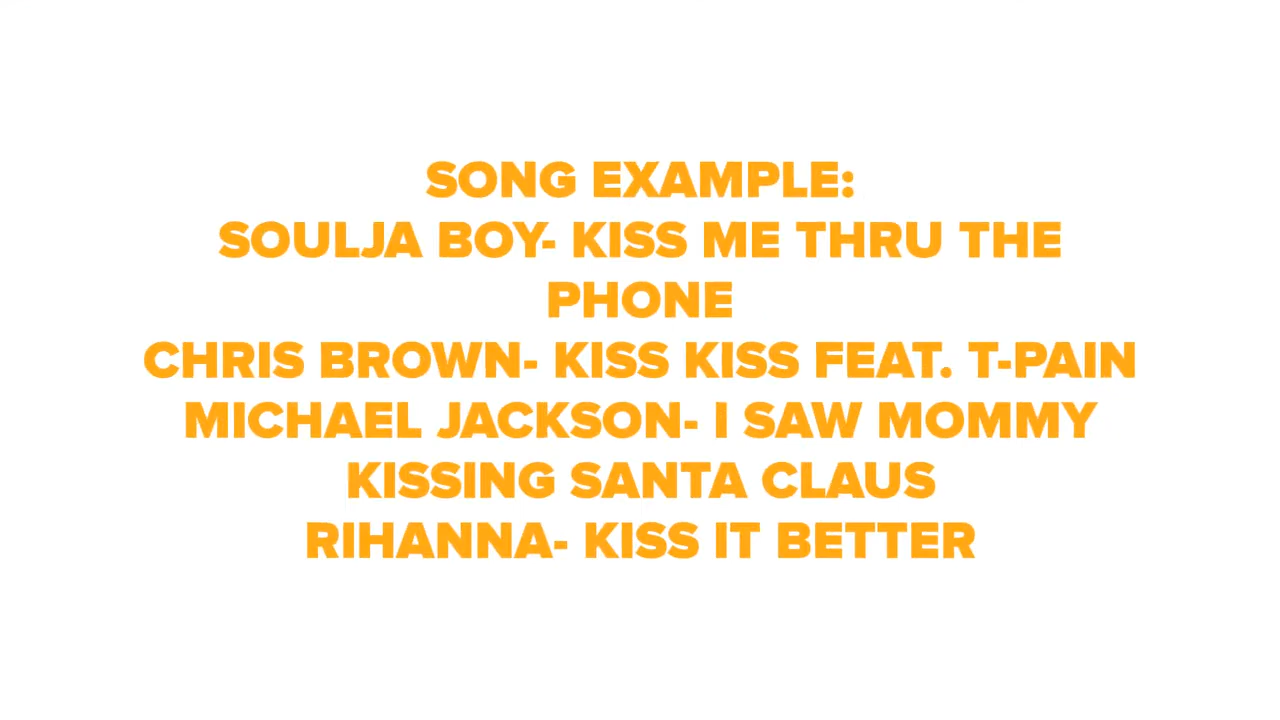 SONG EXAMPLE:
SOULJA BOY- KISS ME THRU THE
PHONE
CHRIS BROWN- KISS KISS FEAT. T-PAIN
MICHAEL JACKSON- I SAW MOMMY
KISSING SANTA CLAUS
RIHANNA- KISS IT BETTER